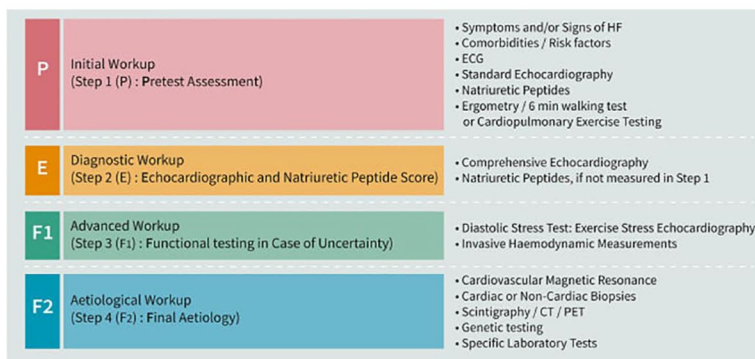 P
Initial Workup
(Step 1 (P) : Pretest Assessment)
• Symptoms and/or Signs of HF
• Comorbidities / Risk factors
• ECG
• Standard Echocardiography
• Natriuretic Peptides
• Ergometry / 6 min walking test
or Cardiopulmonary Exercise Testing
E
Diagnostic Workup
(Step 2 (E) : Echocardiographic and Natriuretic Peptide Score)
• Comprehensive Echocardiography
• Natriuretic Peptides, if not measured in Step 1
F1
Advanced Workup
(Step 3 (F1) : Functional testing in Case of Uncertainty)
• Diastolic Stress Test: Exercise Stress Echocardiography
• Invasive Haemodynamic Measurements
F2
Aetiological Workup
(Step 4 (F2) : Final Aetiology)
• Cardiovascular Magnetic Resonance
• Cardiac or Non-Cardiac Biopsies
• Scintigraphy / CT / PET
• Genetic testing
• Specific Laboratory Tests